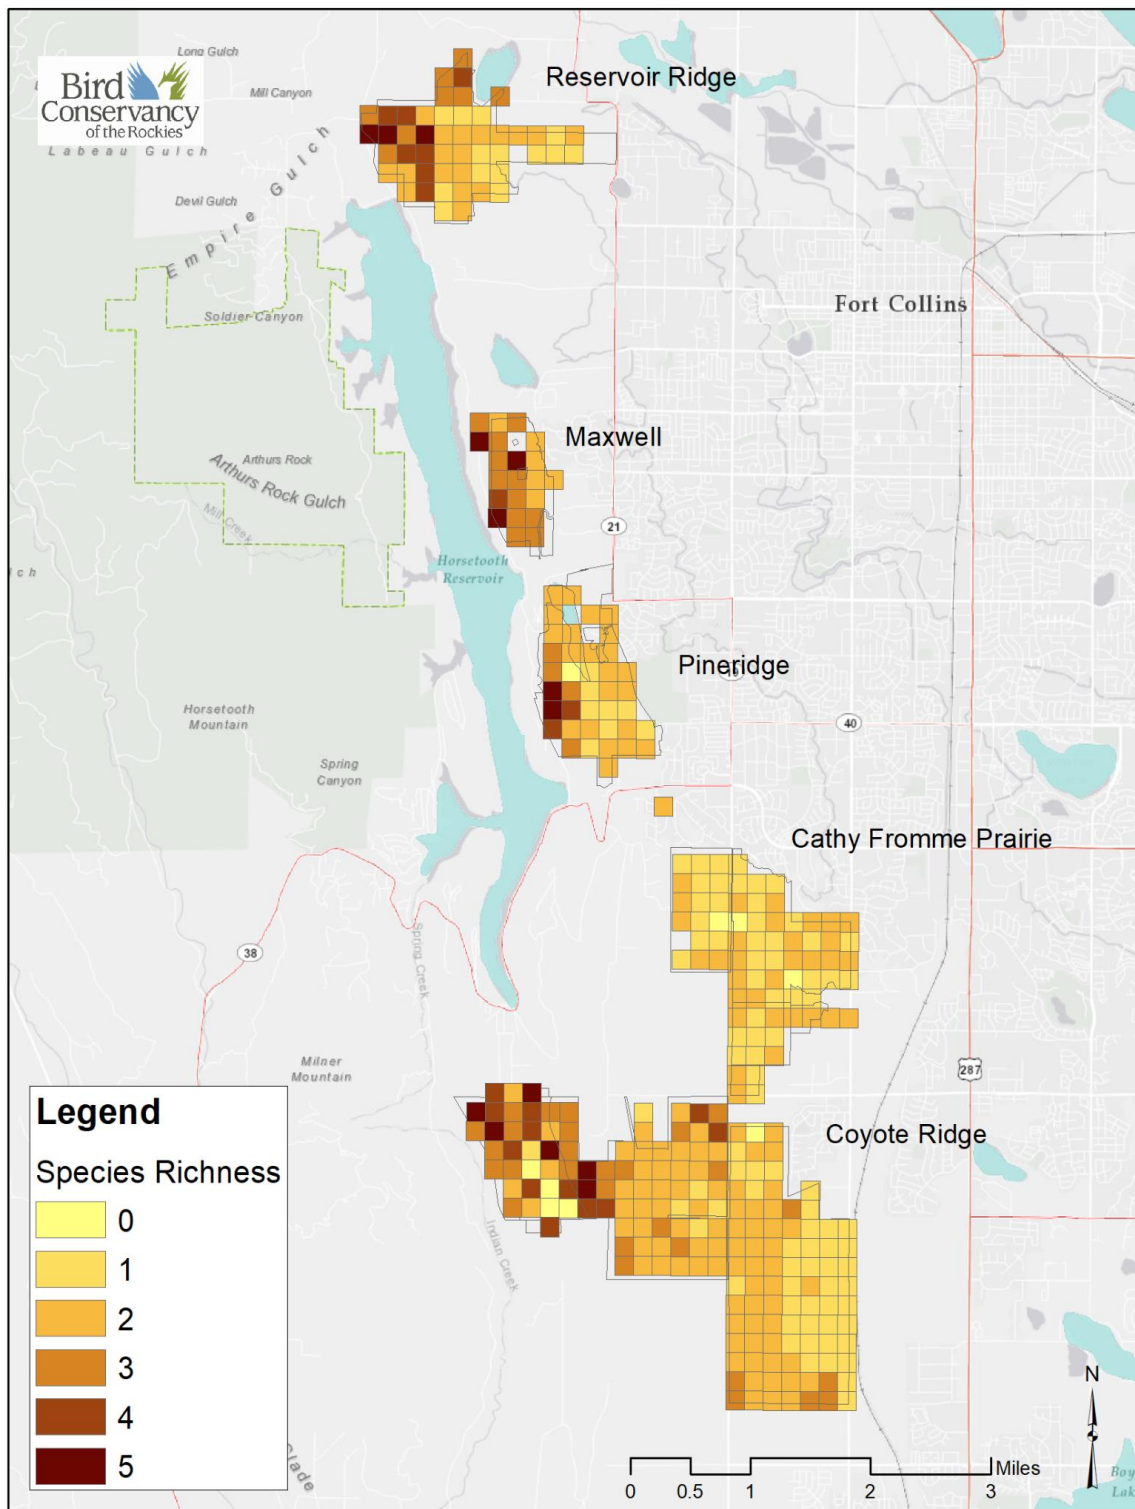 Long Gulch
Bird
Conservancy
of the Rockies
Mill Canyon
Labeau Gulch
Reservoir Ridge
Empire Gulch
Devil Gulch
Soldier Canyon
Fort Collins
Maxwell
Arthurs Rock
Arthurs Rock Gulch
Mill Creek
21
Horsetooth
Reservoir
Pineridge
Horsetooth
Mountain
40
Spring
Canyon
Cathy Fromme Prairie
38
Spring Creek
Milner
Mountain
287
Coyote Ridge
Indian Creek
Legend
Species Richness
0
1
2
3
4
5
N
Miles
0 0.5 1 2 3